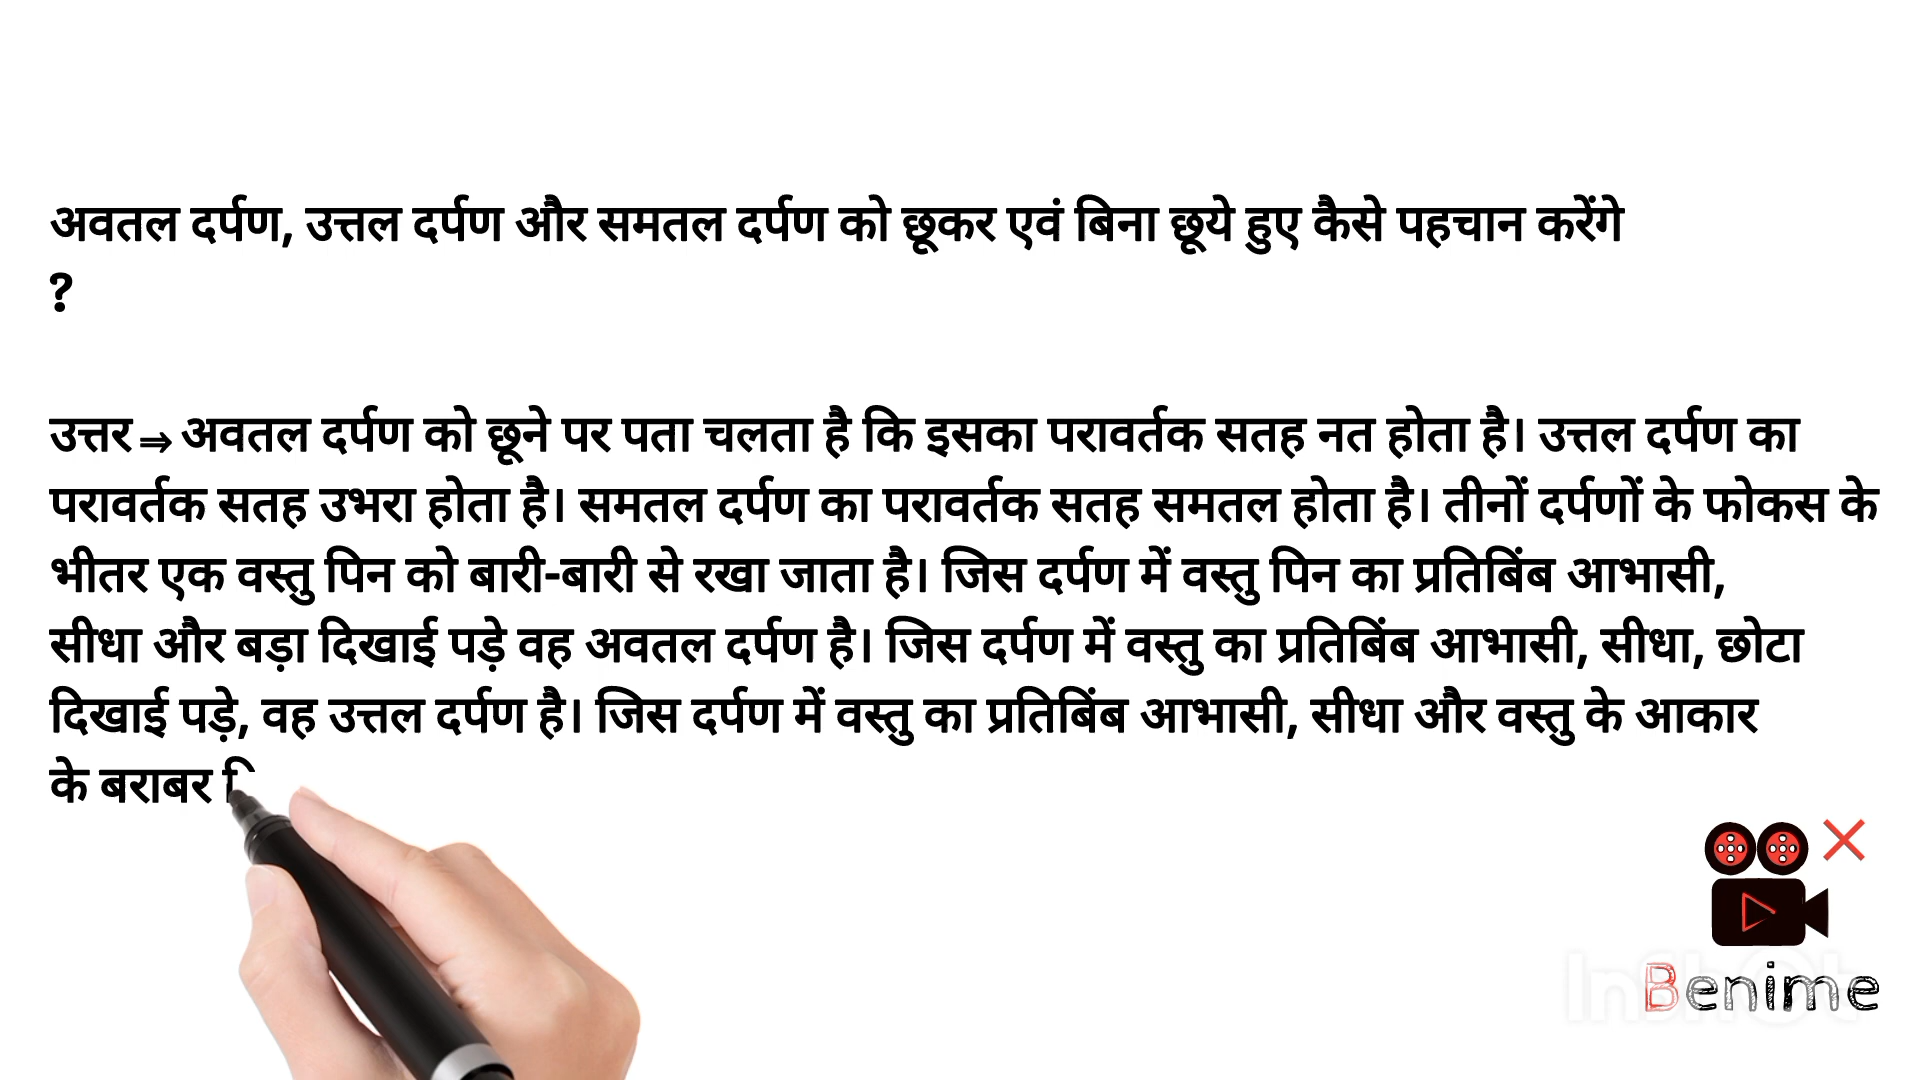 अवतल दर्पण, उत्तल दर्पण और समतल दर्पण को छूकर एवं बिना छूये हुए कैसे पहचान करेंगे
?
उत्तर ⇒ अवतल दर्पण को छूने पर पता चलता है कि इसका परावर्तक सतह नत होता है। उत्तल दर्पण का
परावर्तक सतह उभरा होता है। समतल दर्पण का परावर्तक सतह समतल होता है। तीनों दर्पणों के फोकस के
भीतर एक वस्तु पिन को बारी-बारी से रखा जाता है। जिस दर्पण में वस्तु पिन का प्रतिबिंब आभासी,
सीधा और बड़ा दिखाई पड़े वह अवतल दर्पण है। जिस दर्पण में वस्तु का प्रतिबिंब आभासी, सीधा, छोटा
दिखाई पड़े, वह उत्तल दर्पण है। जिस दर्पण में वस्तु का प्रतिबिंब आभासी, सीधा और वस्तु के आकार
के बराबर
InShOt
Benime